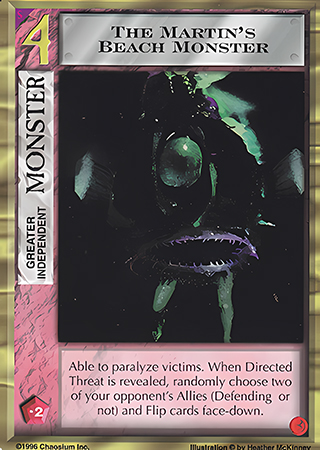 4
THE MARTIN'S
BEACH MONSTER
GREATER
INDEPENDENT
MONSTER
Able to paralyze victims. When Directed
Threat is revealed, randomly choose two
of your opponent's Allies (Defending or
not) and Flip cards face-down.
-2
©1996 Chaosium Inc.
Illustration © by Heather McKinney